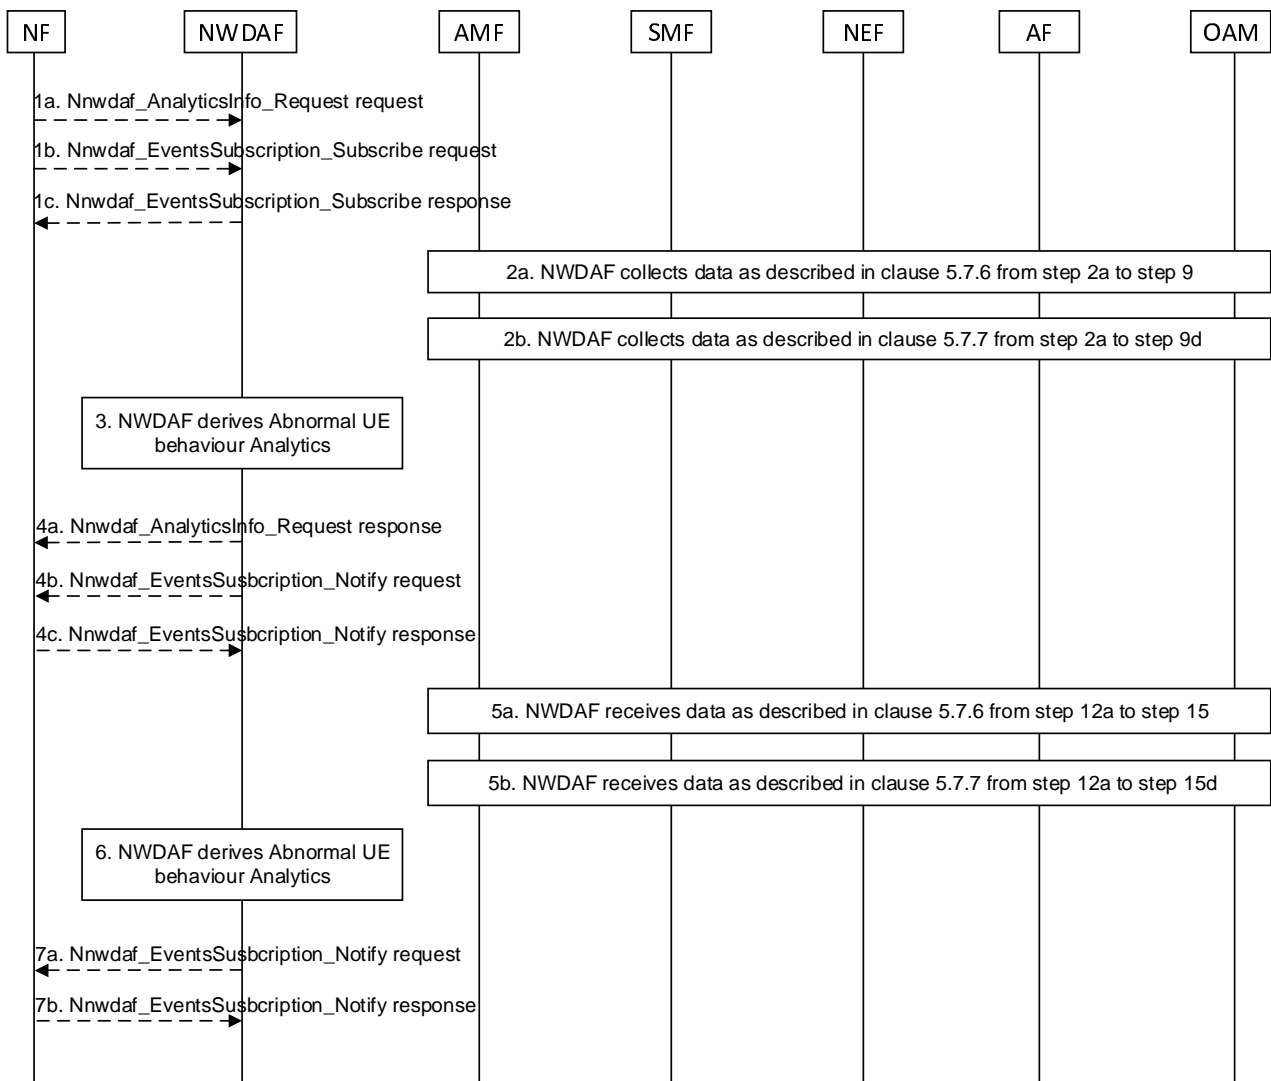 NF NWDAF AMF SMF NEF AF OAM
1a. Nnwdaf_AnalyticsInfo_Request request
1b. Nnwdaf_EventsSubscription_Subscribe request
1c. Nnwdaf_EventsSubscription_Subscribe response
2a. NWDAF collects data as described in clause 5.7.6 from step 2a to step 9
2b. NWDAF collects data as described in clause 5.7.7 from step 2a to step 9d
3. NWDAF derives Abnormal UE
behaviour Analytics
4a. Nnwdaf_AnalyticsInfo_Request response
4b. Nnwdaf_EventsSusbcription_Notify request
4c. Nnwdaf_EventsSusbcription_Notify response
5a. NWDAF receives data as described in clause 5.7.6 from step 12a to step 15
5b. NWDAF receives data as described in clause 5.7.7 from step 12a to step 15d
6. NWDAF derives Abnormal UE
behaviour Analytics
7a. Nnwdaf_EventsSusbcription_Notify request
7b. Nnwdaf_EventsSusbcription_Notify response